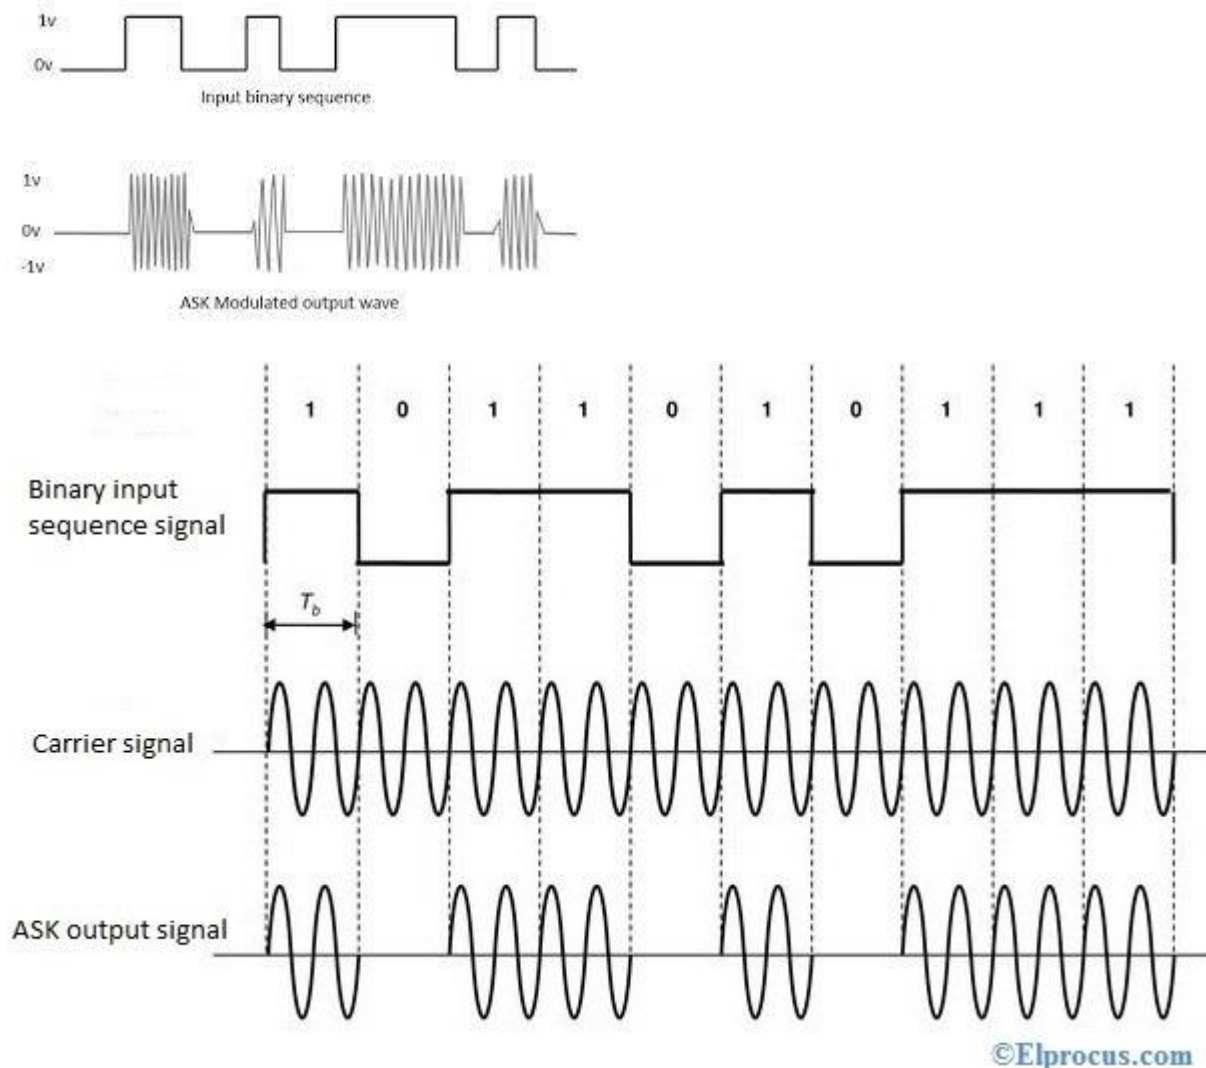 1v
0v
Input binary sequence
1v
0v
-1v
ASK Modulated output wave
1 0 1 1 0 1 0 1 1 1
Binary input
sequence signal
T_b
Carrier signal
ASK output signal
©Elprocus.com